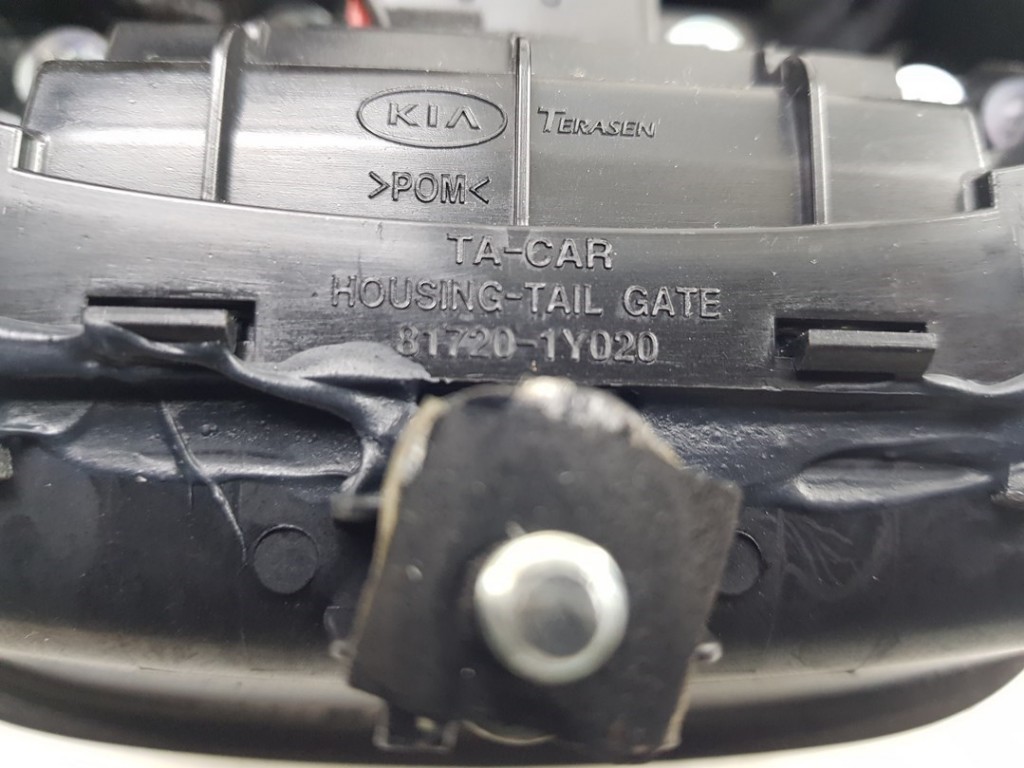 KIA TERASEN
>POM<
TA-CAR
HOUSING-TAIL GATE
81720-1Y020